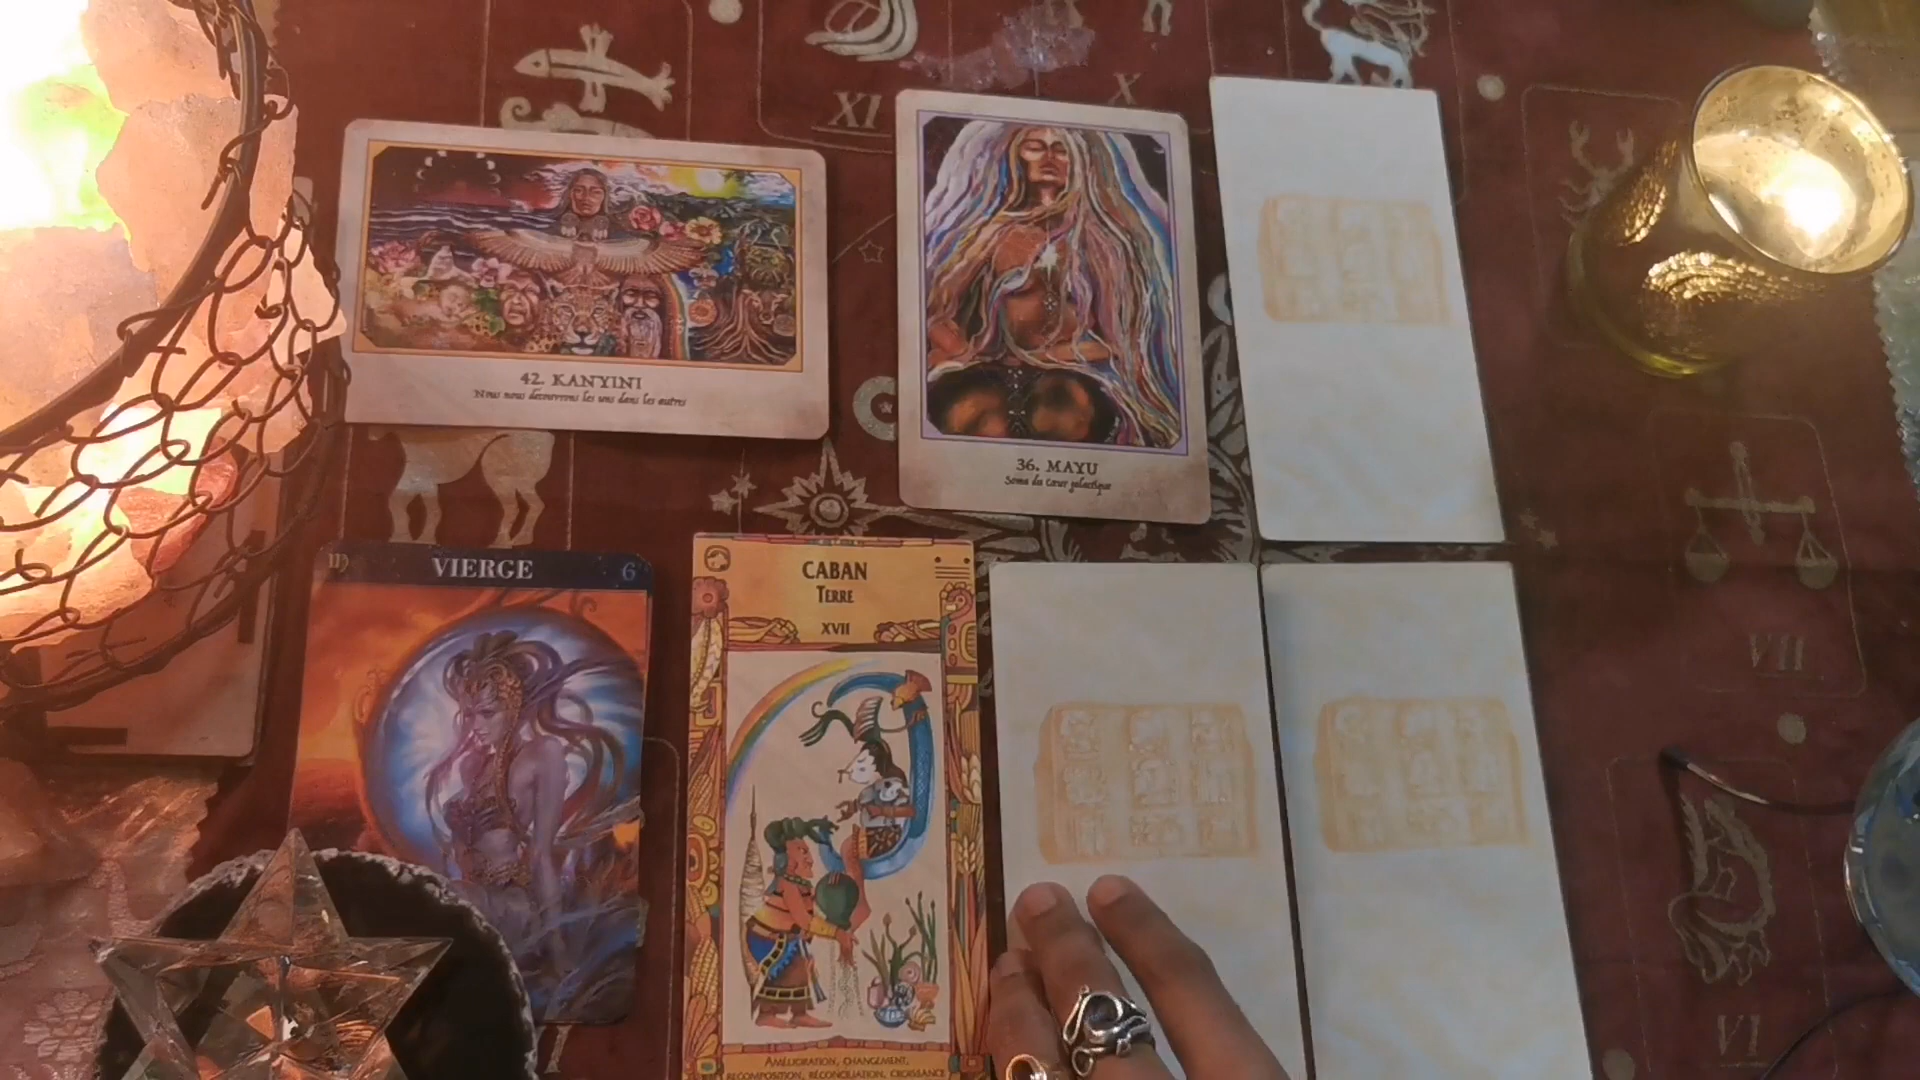 XI
X
42. KANYINI
Nous nous découvrons les uns dans les autres
36. MAYU
Soma du Cœur galactique
VIERGE
6
CABAN
TERRE
XVII
VII
VI
AMÉLIORATION, CHANGEMENT,
RECOMPOSITION, RÉCONCILIATION, CROISSANCE